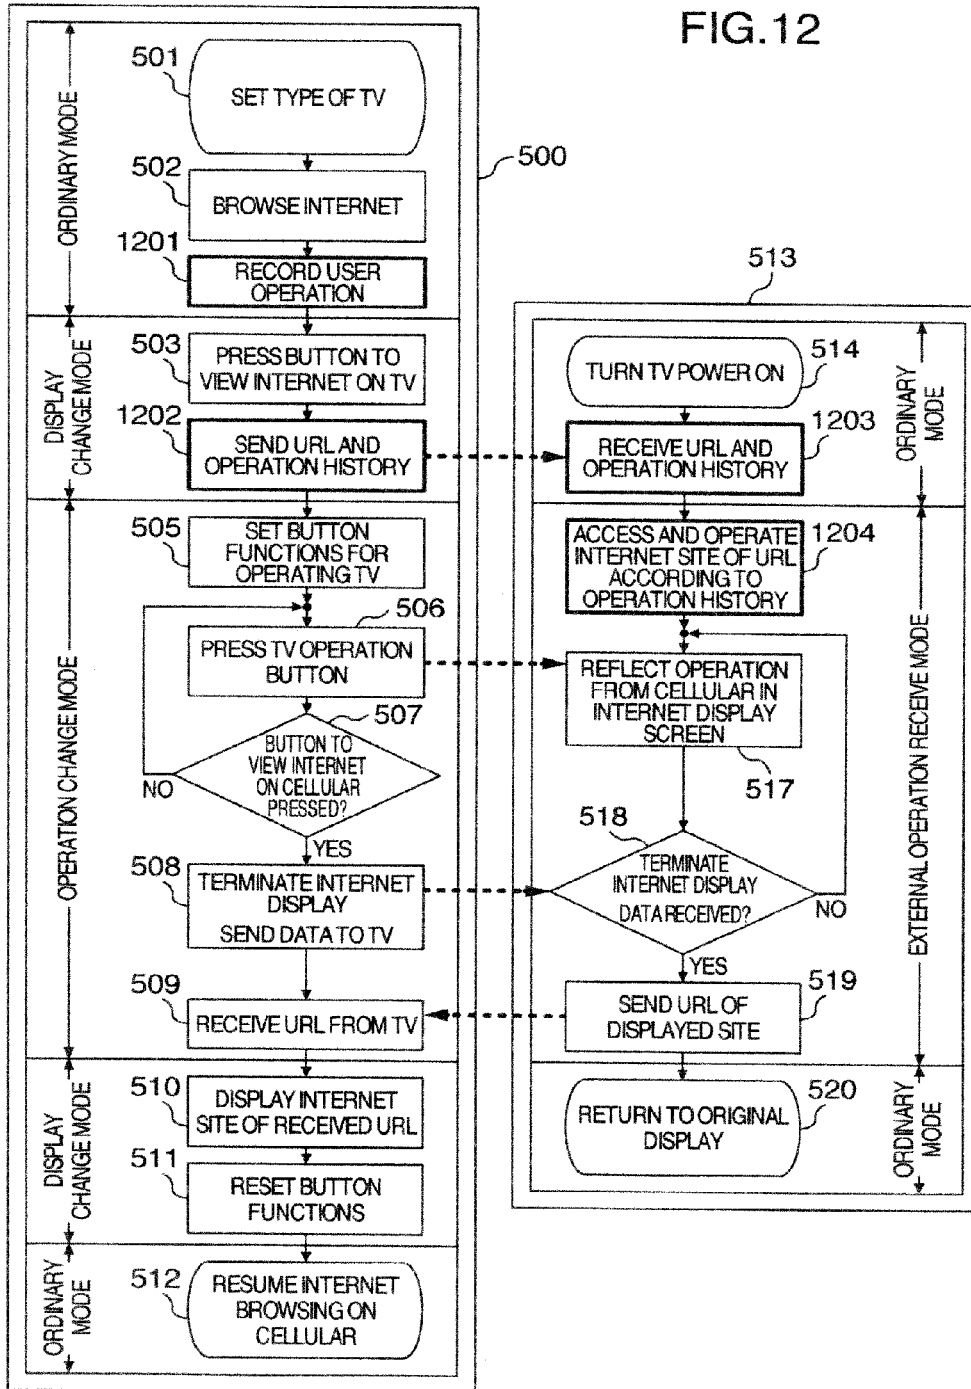 FIG.12
500
ORDINARY MODE
501
SET TYPE OF TV
502
BROWSE INTERNET
1201
RECORD USER
OPERATION
DISPLAY
CHANGE MODE
503
PRESS BUTTON TO
VIEW INTERNET ON TV
1202
SEND URL AND
OPERATION HISTORY
OPERATION CHANGE MODE
505
SET BUTTON
FUNCTIONS FOR
OPERATING TV
506
PRESS TV OPERATION
BUTTON
507
BUTTON TO
VIEW INTERNET
ON CELLULAR
PRESSED?
NO
YES
508
TERMINATE INTERNET
DISPLAY
SEND DATA TO TV
509
RECEIVE URL FROM TV
DISPLAY
CHANGE MODE
510
DISPLAY INTERNET
SITE OF RECEIVED URL
511
RESET BUTTON
FUNCTIONS
ORDINARY
MODE
512
RESUME INTERNET
BROWSING ON
CELLULAR
513
ORDINARY
MODE
514
TURN TV POWER ON
1203
RECEIVE URL AND
OPERATION HISTORY
EXTERNAL OPERATION RECEIVE MODE
1204
ACCESS AND OPERATE
INTERNET SITE OF URL
ACCORDING TO
OPERATION HISTORY
REFLECT OPERATION
FROM CELLULAR IN
INTERNET DISPLAY
SCREEN
517
518
TERMINATE
INTERNET DISPLAY
DATA RECEIVED?
NO
YES
519
SEND URL OF
DISPLAYED SITE
ORDINARY
MODE
520
RETURN TO ORIGINAL
DISPLAY